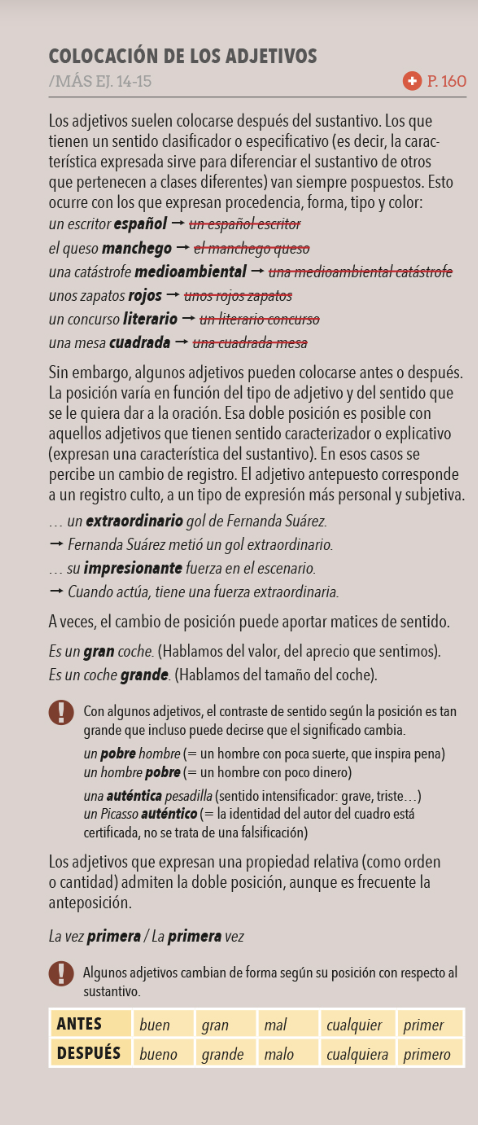 COLOCACIÓN DE LOS ADJETIVOS
/MÁS EJ. 14-15 + P. 160
Los adjetivos suelen colocarse después del sustantivo. Los que
tienen un sentido clasificador o especificativo (es decir, la carac-
terística expresada sirve para diferenciar el sustantivo de otros
que pertenecen a clases diferentes) van siempre pospuestos. Esto
ocurre con los que expresan procedencia, forma, tipo y color:
un escritor español → un español escritor
el queso manchego → el manchego queso
una catástrofe medioambiental → una medioambiental catástrofe
unos zapatos rojos → unos rojos zapatos
un concurso literario → un literario concurso
una mesa cuadrada → una cuadrada mesa
Sin embargo, algunos adjetivos pueden colocarse antes o después.
La posición varía en función del tipo de adjetivo y del sentido que
se le quiera dar a la oración. Esa doble posición es posible con
aquellos adjetivos que tienen sentido caracterizador o explicativo
(expresan una característica del sustantivo). En esos casos se
percibe un cambio de registro. El adjetivo antepuesto corresponde
a un registro culto, a un tipo de expresión más personal y subjetiva.
… un extraordinario gol de Fernanda Suárez.
→ Fernanda Suárez metió un gol extraordinario.
… su impresionante fuerza en el escenario.
→ Cuando actúa, tiene una fuerza extraordinaria.
A veces, el cambio de posición puede aportar matices de sentido.
Es un gran coche. (Hablamos del valor, del aprecio que sentimos).
Es un coche grande. (Hablamos del tamaño del coche).
! Con algunos adjetivos, el contraste de sentido según la posición es tan
grande que incluso puede decirse que el significado cambia.
un pobre hombre (= un hombre con poca suerte, que inspira pena)
un hombre pobre (= un hombre con poco dinero)
una auténtica pesadilla (sentido intensificador: grave, triste…)
un Picasso auténtico (= la identidad del autor del cuadro está
certificada, no se trata de una falsificación)
Los adjetivos que expresan una propiedad relativa (como orden
o cantidad) admiten la doble posición, aunque es frecuente la
anteposición.
La vez primera / La primera vez
! Algunos adjetivos cambian de forma según su posición con respecto al
sustantivo.
ANTES buen gran mal cualquier primer
DESPUÉS bueno grande malo cualquiera primero